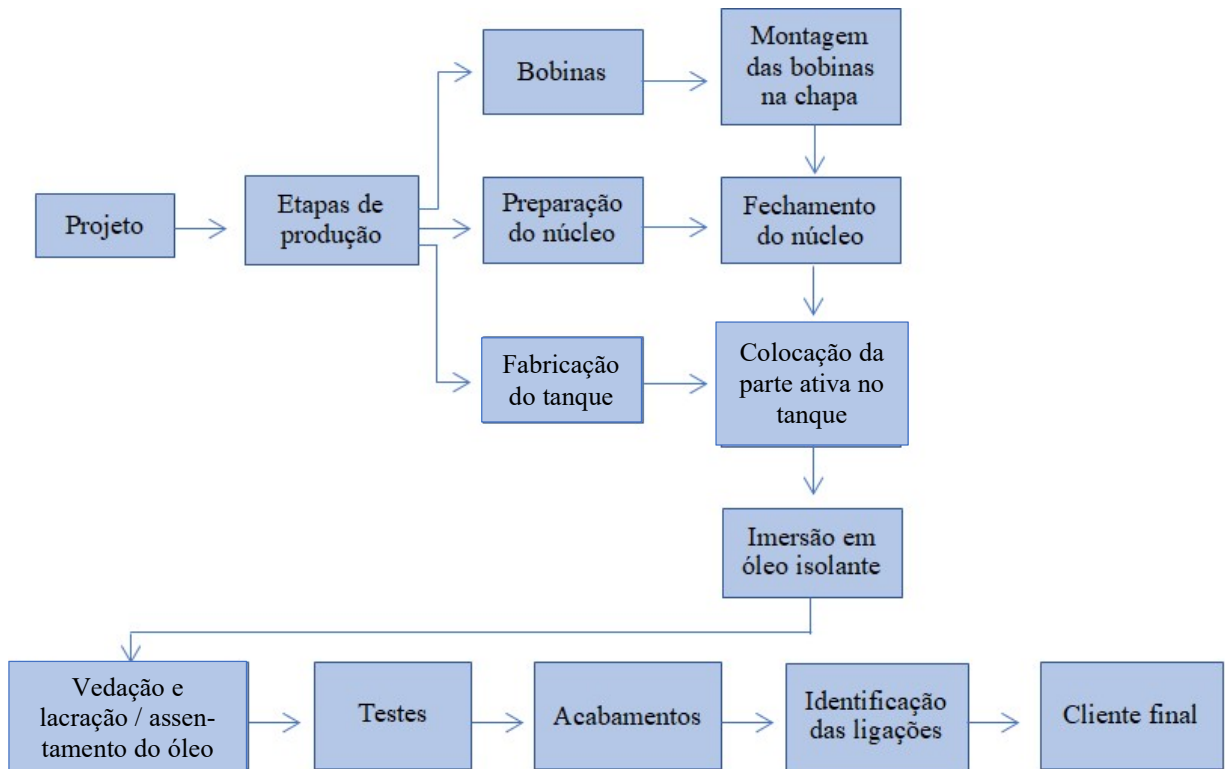 Bobinas
Montagem
das bobinas
na chapa
Projeto
Etapas de
produção
Preparação
do núcleo
Fechamento
do núcleo
Fabricação
do tanque
Colocação da
parte ativa no
tanque
Imersão em
óleo isolante
Vedação e
lacração / assen-
tamento do óleo
Testes
Acabamentos
Identificação
das ligações
Cliente final